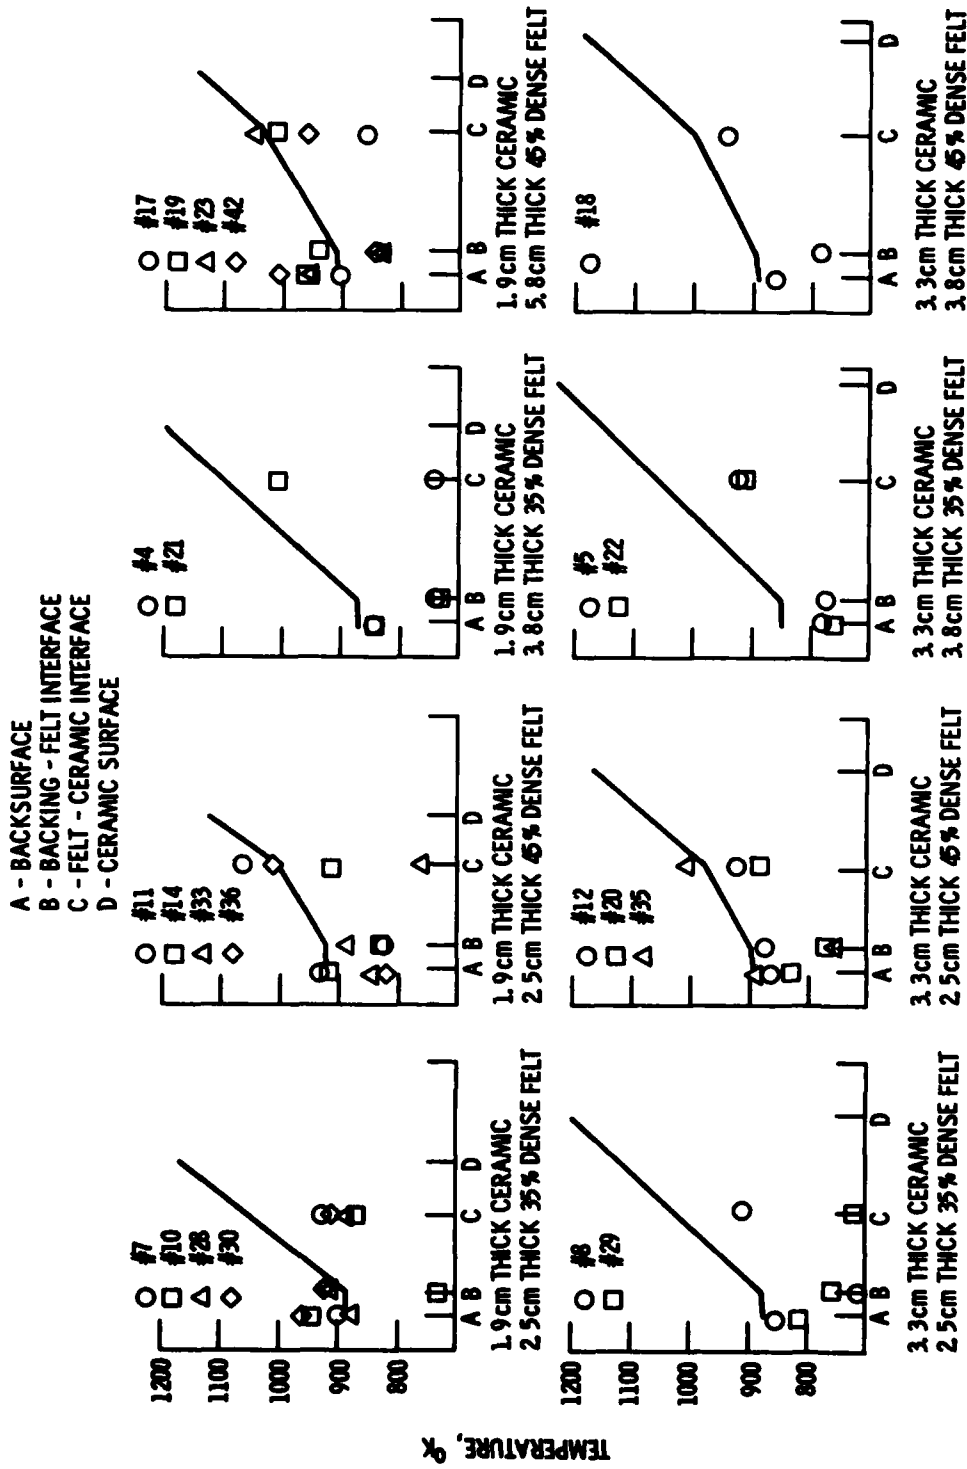 A - BACKSURFACE
B - BACKING - FELT INTERFACE
C - FELT - CERAMIC INTERFACE
D - CERAMIC SURFACE
TEMPERATURE, °K
1200
1100
1000
900
800
#7
#10
#28
#30
A B C D
1.9cm THICK CERAMIC
2.5cm THICK 35% DENSE FELT
#11
#14
#33
#36
A B C D
1.9cm THICK CERAMIC
2.5cm THICK 45% DENSE FELT
#4
#21
A B C D
1.9cm THICK CERAMIC
3.8cm THICK 35% DENSE FELT
#17
#19
#23
#42
A B C D
1.9cm THICK CERAMIC
5.8cm THICK 45% DENSE FELT
1200
1100
1000
900
800
#8
#29
A B C D
3.3cm THICK CERAMIC
2.5cm THICK 35% DENSE FELT
#12
#20
#35
A B C D
3.3cm THICK CERAMIC
2.5cm THICK 45% DENSE FELT
#5
#22
A B C D
3.3cm THICK CERAMIC
3.8cm THICK 35% DENSE FELT
#18
A B C D
3.3cm THICK CERAMIC
3.8cm THICK 45% DENSE FELT